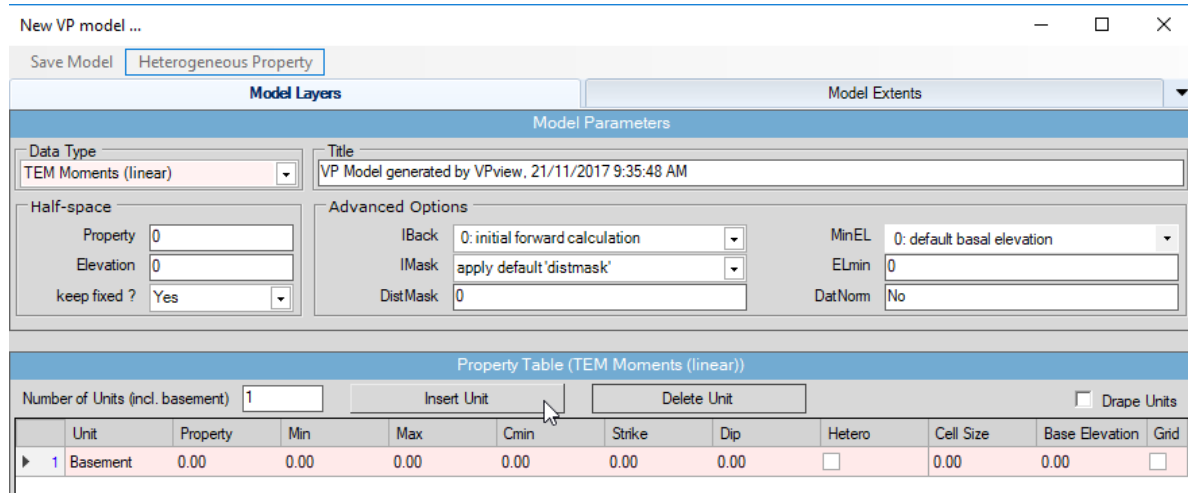 New VP model ...
Save Model Heterogeneous Property
Model Layers Model Extents
Model Parameters
Data Type Title
TEM Moments (linear) VP Model generated by VPview, 21/11/2017 9:35:48 AM
Half-space Advanced Options
Property 0 IBack 0: initial forward calculation MinEL 0: default basal elevation
Elevation 0 IMask apply default 'distmask' ELmin 0
keep fixed ? Yes DistMask 0 DatNorm No
Property Table (TEM Moments (linear))
Number of Units (incl. basement) 1 Insert Unit Delete Unit Drape Units
Unit Property Min Max Cmin Strike Dip Hetero Cell Size Base Elevation Grid
1 Basement 0.00 0.00 0.00 0.00 0.00 0.00 0.00 0.00